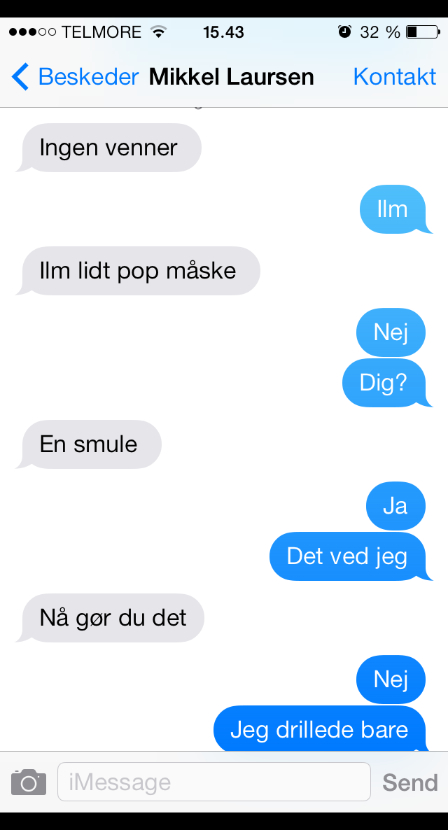 TELMORE 15.43 32 %
Beskeder Mikkel Laursen Kontakt
Ingen venner
Ilm
Ilm lidt pop måske
Nej
Dig?
En smule
Ja
Det ved jeg
Nå gør du det
Nej
Jeg drillede bare
iMessage Send